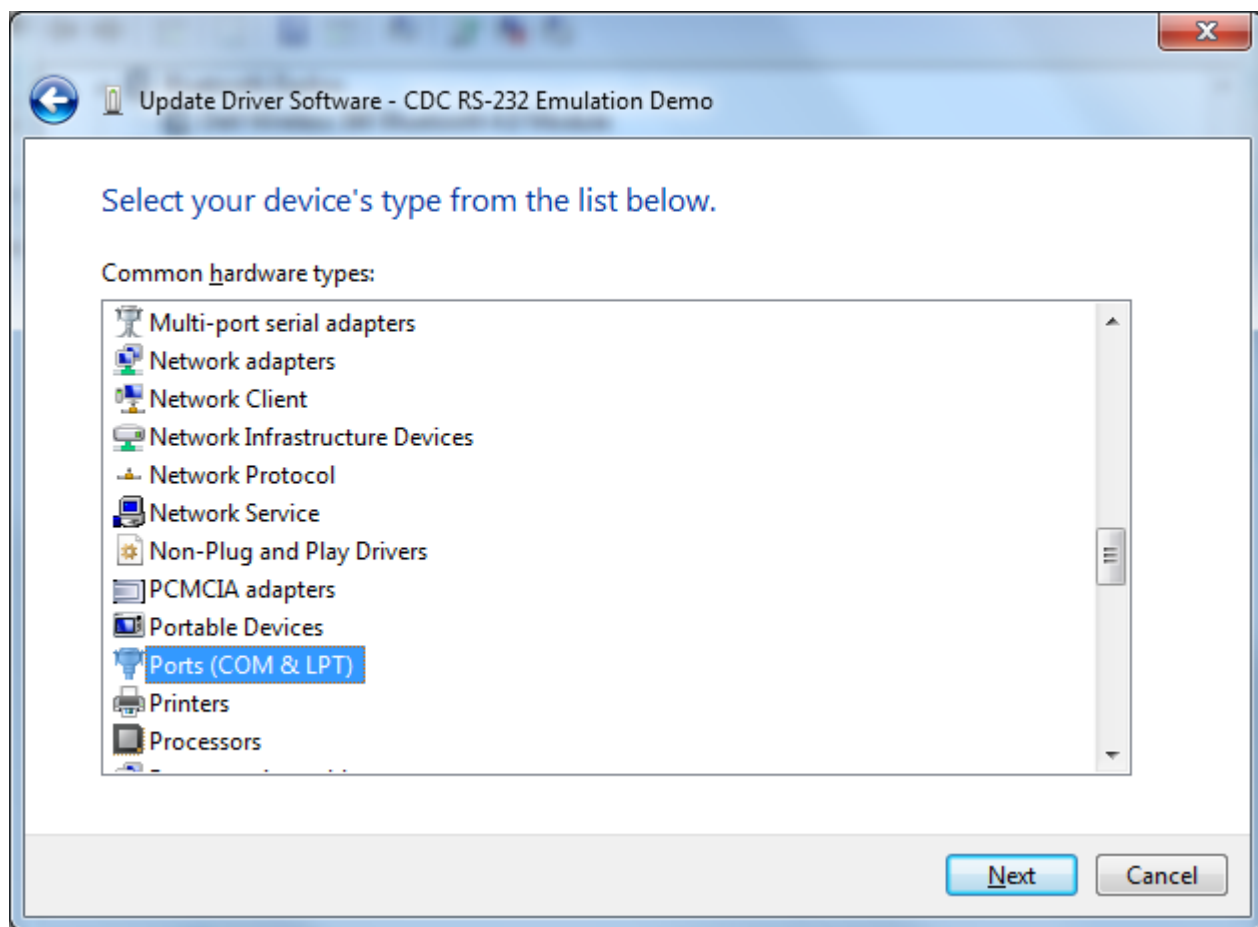 Update Driver Software - CDC RS-232 Emulation Demo
Select your device's type from the list below.
Common hardware types:
Multi-port serial adapters
Network adapters
Network Client
Network Infrastructure Devices
Network Protocol
Network Service
Non-Plug and Play Drivers
PCMCIA adapters
Portable Devices
Ports (COM & LPT)
Printers
Processors
Next Cancel